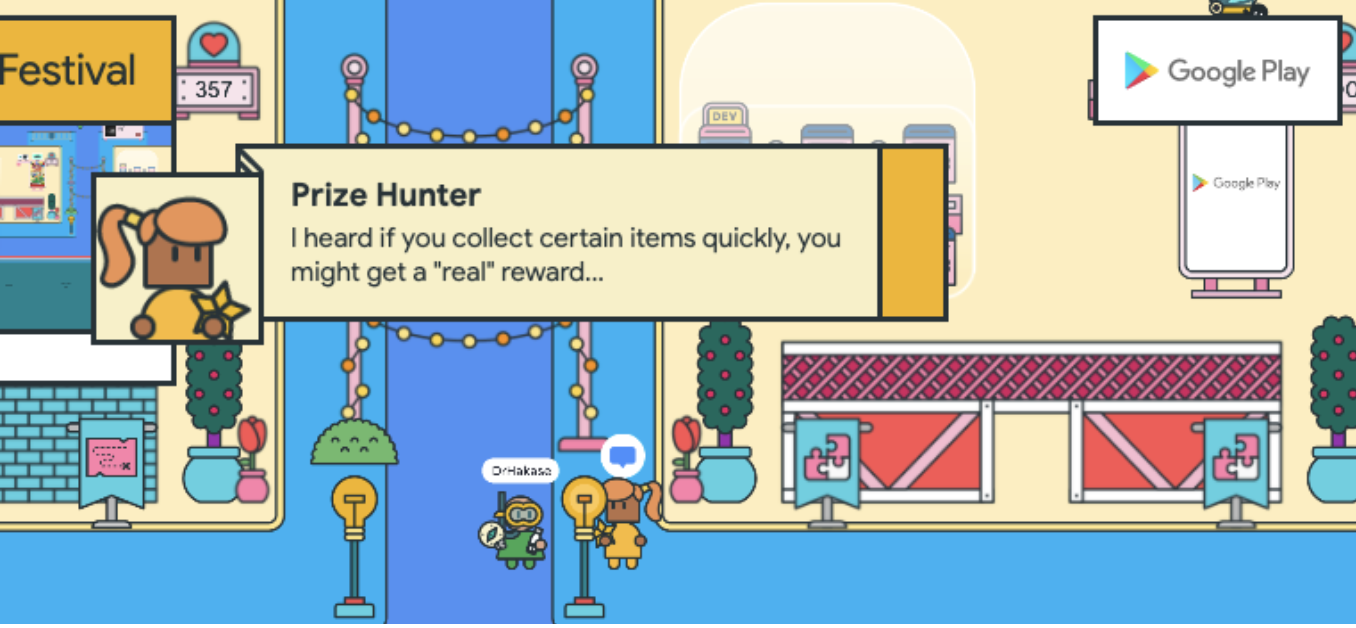 Festival
357
Google Play
DEV
Google Play
Prize Hunter
I heard if you collect certain items quickly, you
might get a "real" reward...
DrHakase